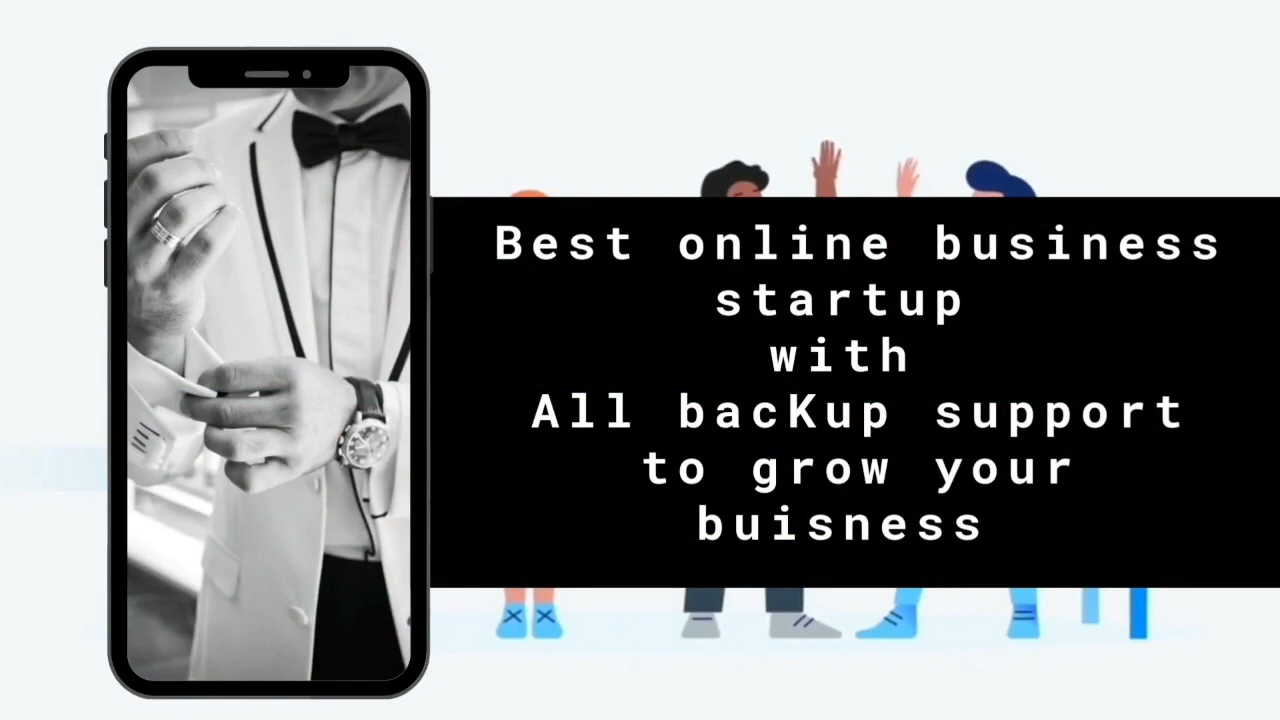 Best online business
startup
with
All bacKup support
to grow your
buisness